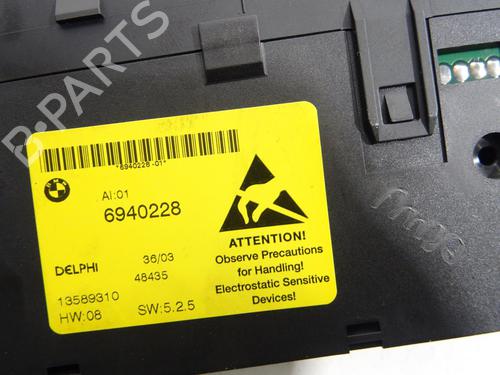 B-PARTS
*6940228-01*
AI:01
6940228
DELPHI
36/03
48435
13589310
HW:08
SW:5.2.5
ATTENTION!
Observe Precautions
for Handling!
Electrostatic Sensitive
Devices!